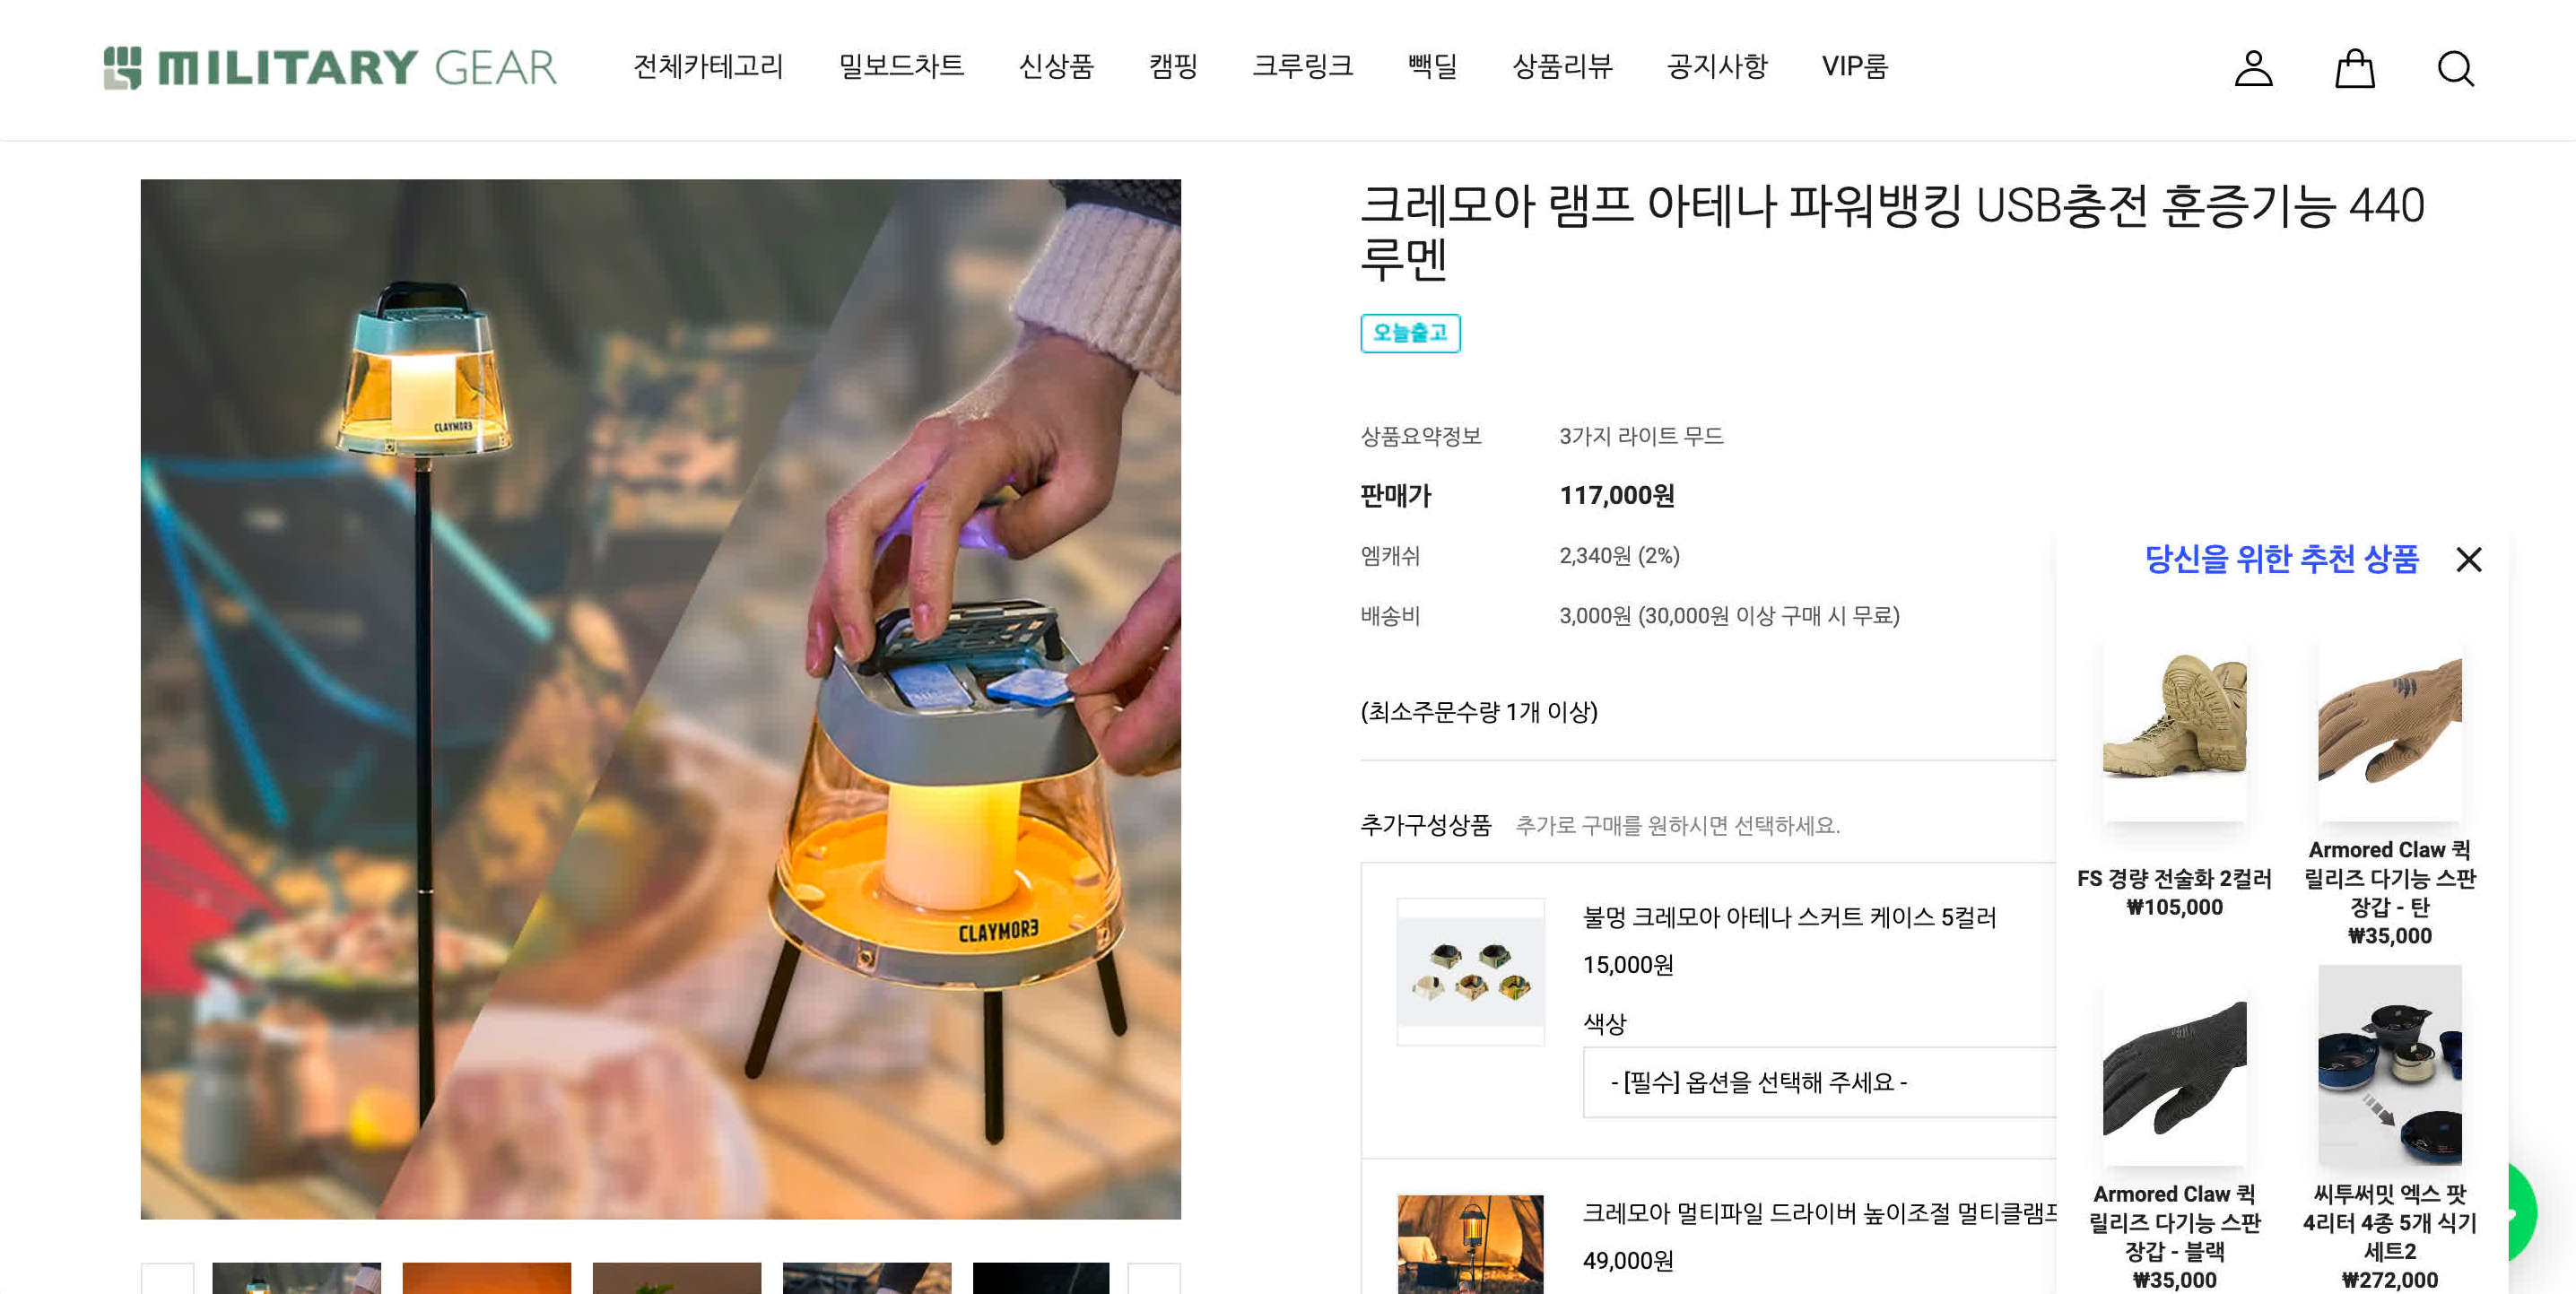 MILITARY GEAR
전체카테고리 밀보드차트 신상품 캠핑 크루링크 빽딜 상품리뷰 공지사항 VIP룸
CLAYMOR3
CLAYMOR3
크레모아 램프 아테나 파워뱅킹 USB충전 훈증기능 440
루멘
오늘출고
상품요약정보 3가지 라이트 무드
판매가 117,000원
엠캐쉬 2,340원 (2%)
배송비 3,000원 (30,000원 이상 구매 시 무료)
(최소주문수량 1개 이상)
추가구성상품 추가로 구매를 원하시면 선택하세요.
불멍 크레모아 아테나 스커트 케이스 5컬러
15,000원
색상
- [필수] 옵션을 선택해 주세요 -
크레모아 멀티파일 드라이버 높이조절 멀티클램프
49,000원
당신을 위한 추천 상품
FS 경량 전술화 2컬러
₩105,000
Armored Claw 퀵
릴리즈 다기능 스판
장갑 - 탄
₩35,000
Armored Claw 퀵
릴리즈 다기능 스판
장갑 - 블랙
₩35,000
씨투써밋 엑스 팟
4리터 4종 5개 식기
세트2
₩272,000